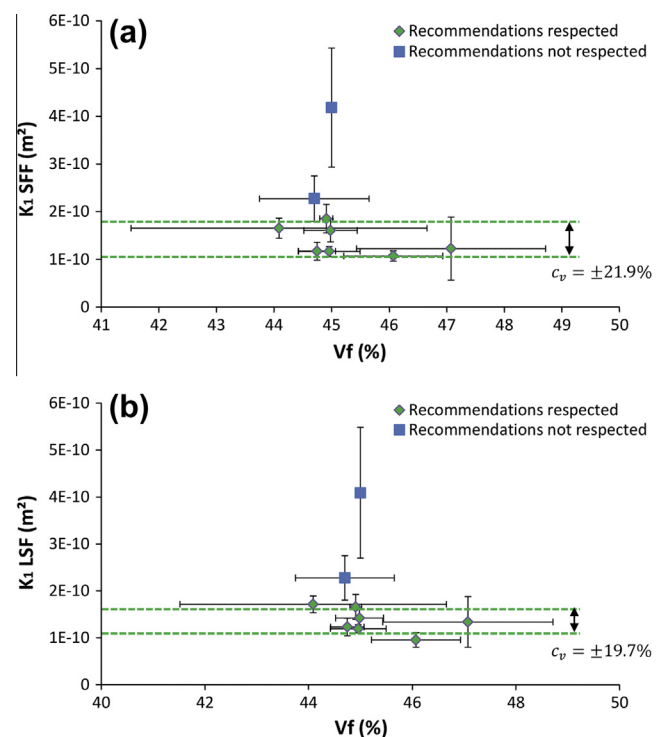 (a)
Recommendations respected
Recommendations not respected
6E-10
5E-10
4E-10
3E-10
2E-10
1E-10
0
K₁ SFF (m²)
cᵥ = ±21.9%
41 42 43 44 45 46 47 48 49 50
Vf (%)
(b)
Recommendations respected
Recommendations not respected
6E-10
5E-10
4E-10
3E-10
2E-10
1E-10
0
K₁ LSF (m²)
cᵥ = ±19.7%
40 42 44 46 48 50
Vf (%)